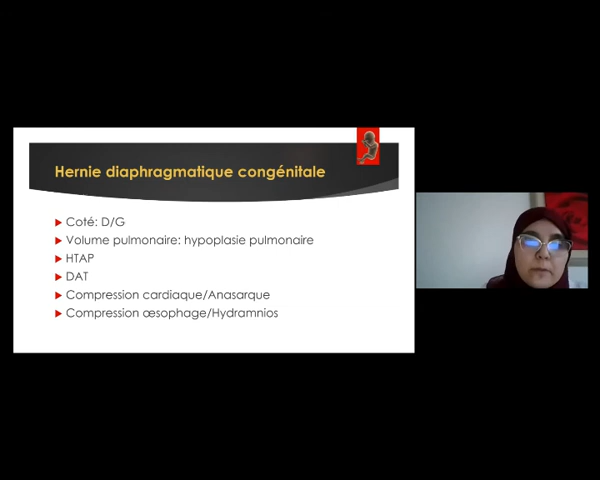 Hernie diaphragmatique congénitale
Coté: D/G
Volume pulmonaire: hypoplasie pulmonaire
HTAP
DAT
Compression cardiaque/Anasarque
Compression œsophage/Hydramnios